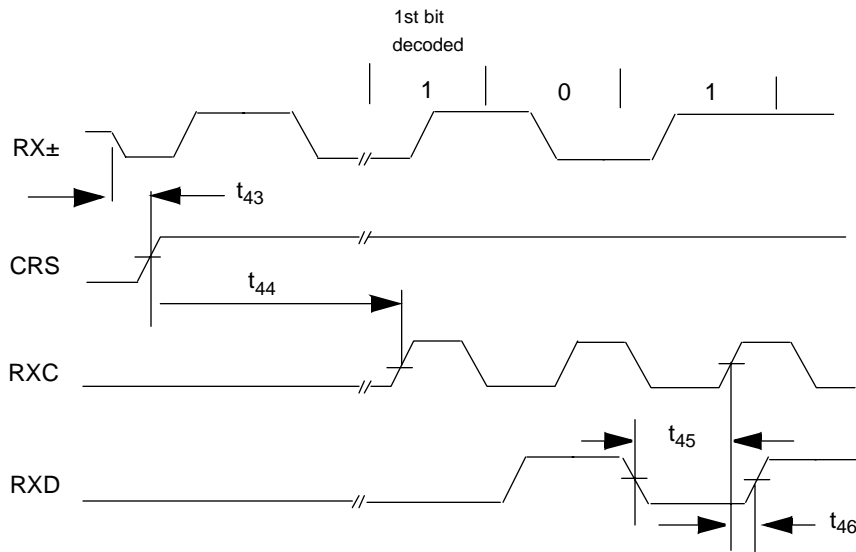 1st bit
decoded
1 0 1
RX±
t43
CRS
t44
RXC
t45
RXD
t46